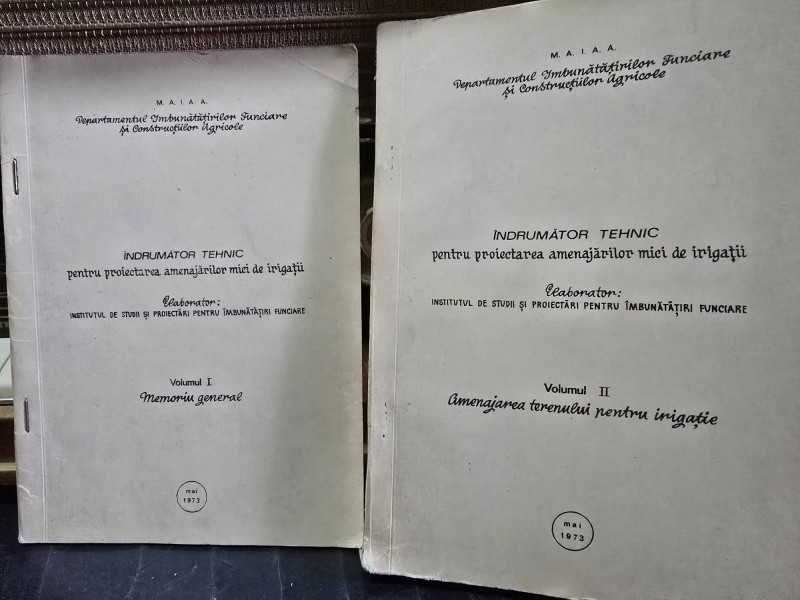 M. A. I. A. A.
Departamentul Imbunătățirilor Funciare
și Construcțiilor Agricole
ÎNDRUMĂTOR TEHNIC
pentru proiectarea amenajărilor mici de irigații
Elaborator:
INSTITUTUL DE STUDII ȘI PROIECTĂRI PENTRU ÎMBUNĂTĂȚIRI FUNCIARE
Volumul I
Memoriu general
mai
1973
M. A. I. A. A.
Departamentul Imbunătățirilor Funciare
și Construcțiilor Agricole
ÎNDRUMĂTOR TEHNIC
pentru proiectarea amenajărilor mici de irigații
Elaborator:
INSTITUTUL DE STUDII ȘI PROIECTĂRI PENTRU ÎMBUNĂTĂȚIRI FUNCIARE
Volumul II
Amenajarea terenului pentru irigație
mai
1973